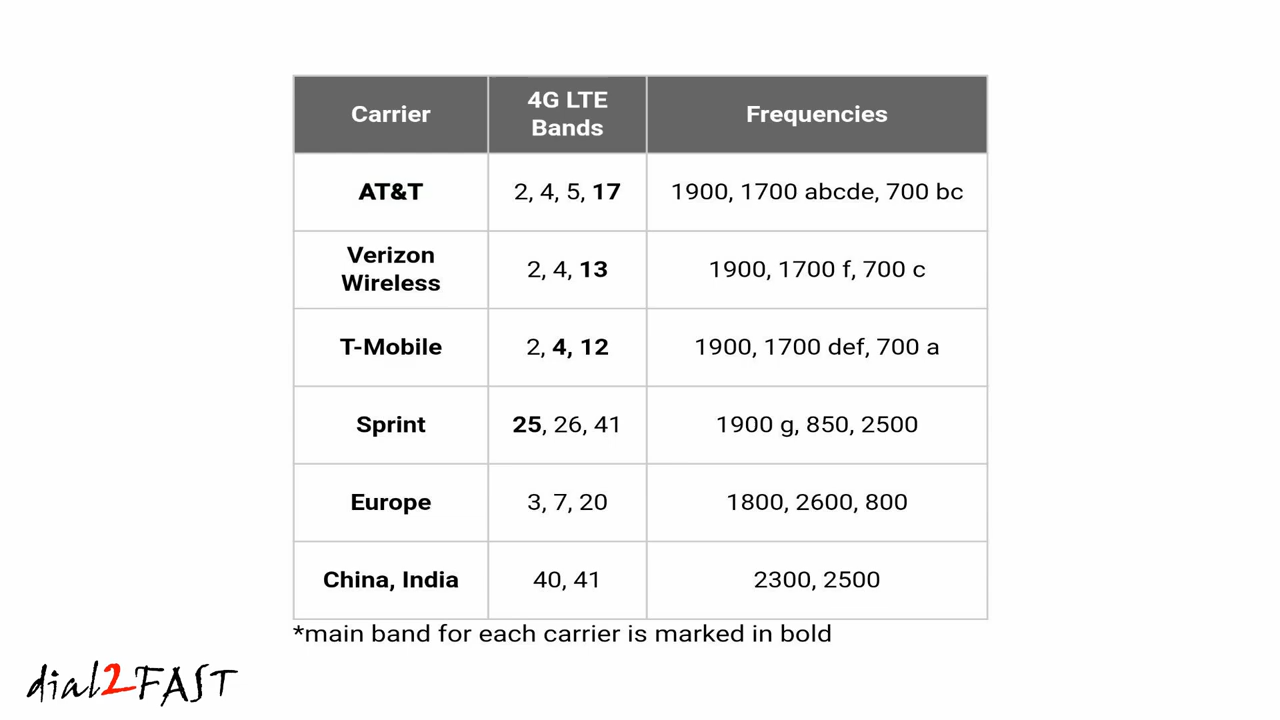 Carrier
4G LTE
Bands
Frequencies
AT&T
2, 4, 5, 17
1900, 1700 abcde, 700 bc
Verizon
Wireless
2, 4, 13
1900, 1700 f, 700 c
T-Mobile
2, 4, 12
1900, 1700 def, 700 a
Sprint
25, 26, 41
1900 g, 850, 2500
Europe
3, 7, 20
1800, 2600, 800
China, India
40, 41
2300, 2500
*main band for each carrier is marked in bold
dial2FAST